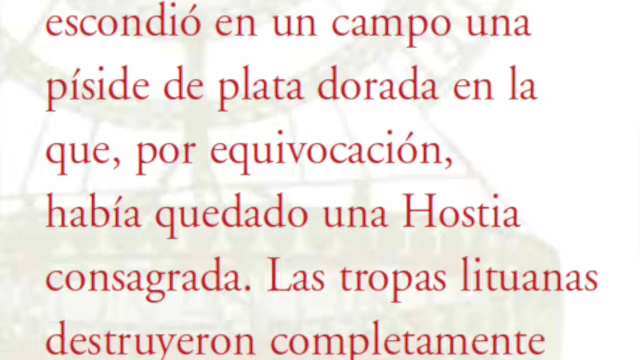 escondió en un campo una
píside de plata dorada en la
que, por equivocación,
había quedado una Hostia
consagrada. Las tropas lituanas
destruyeron completamente